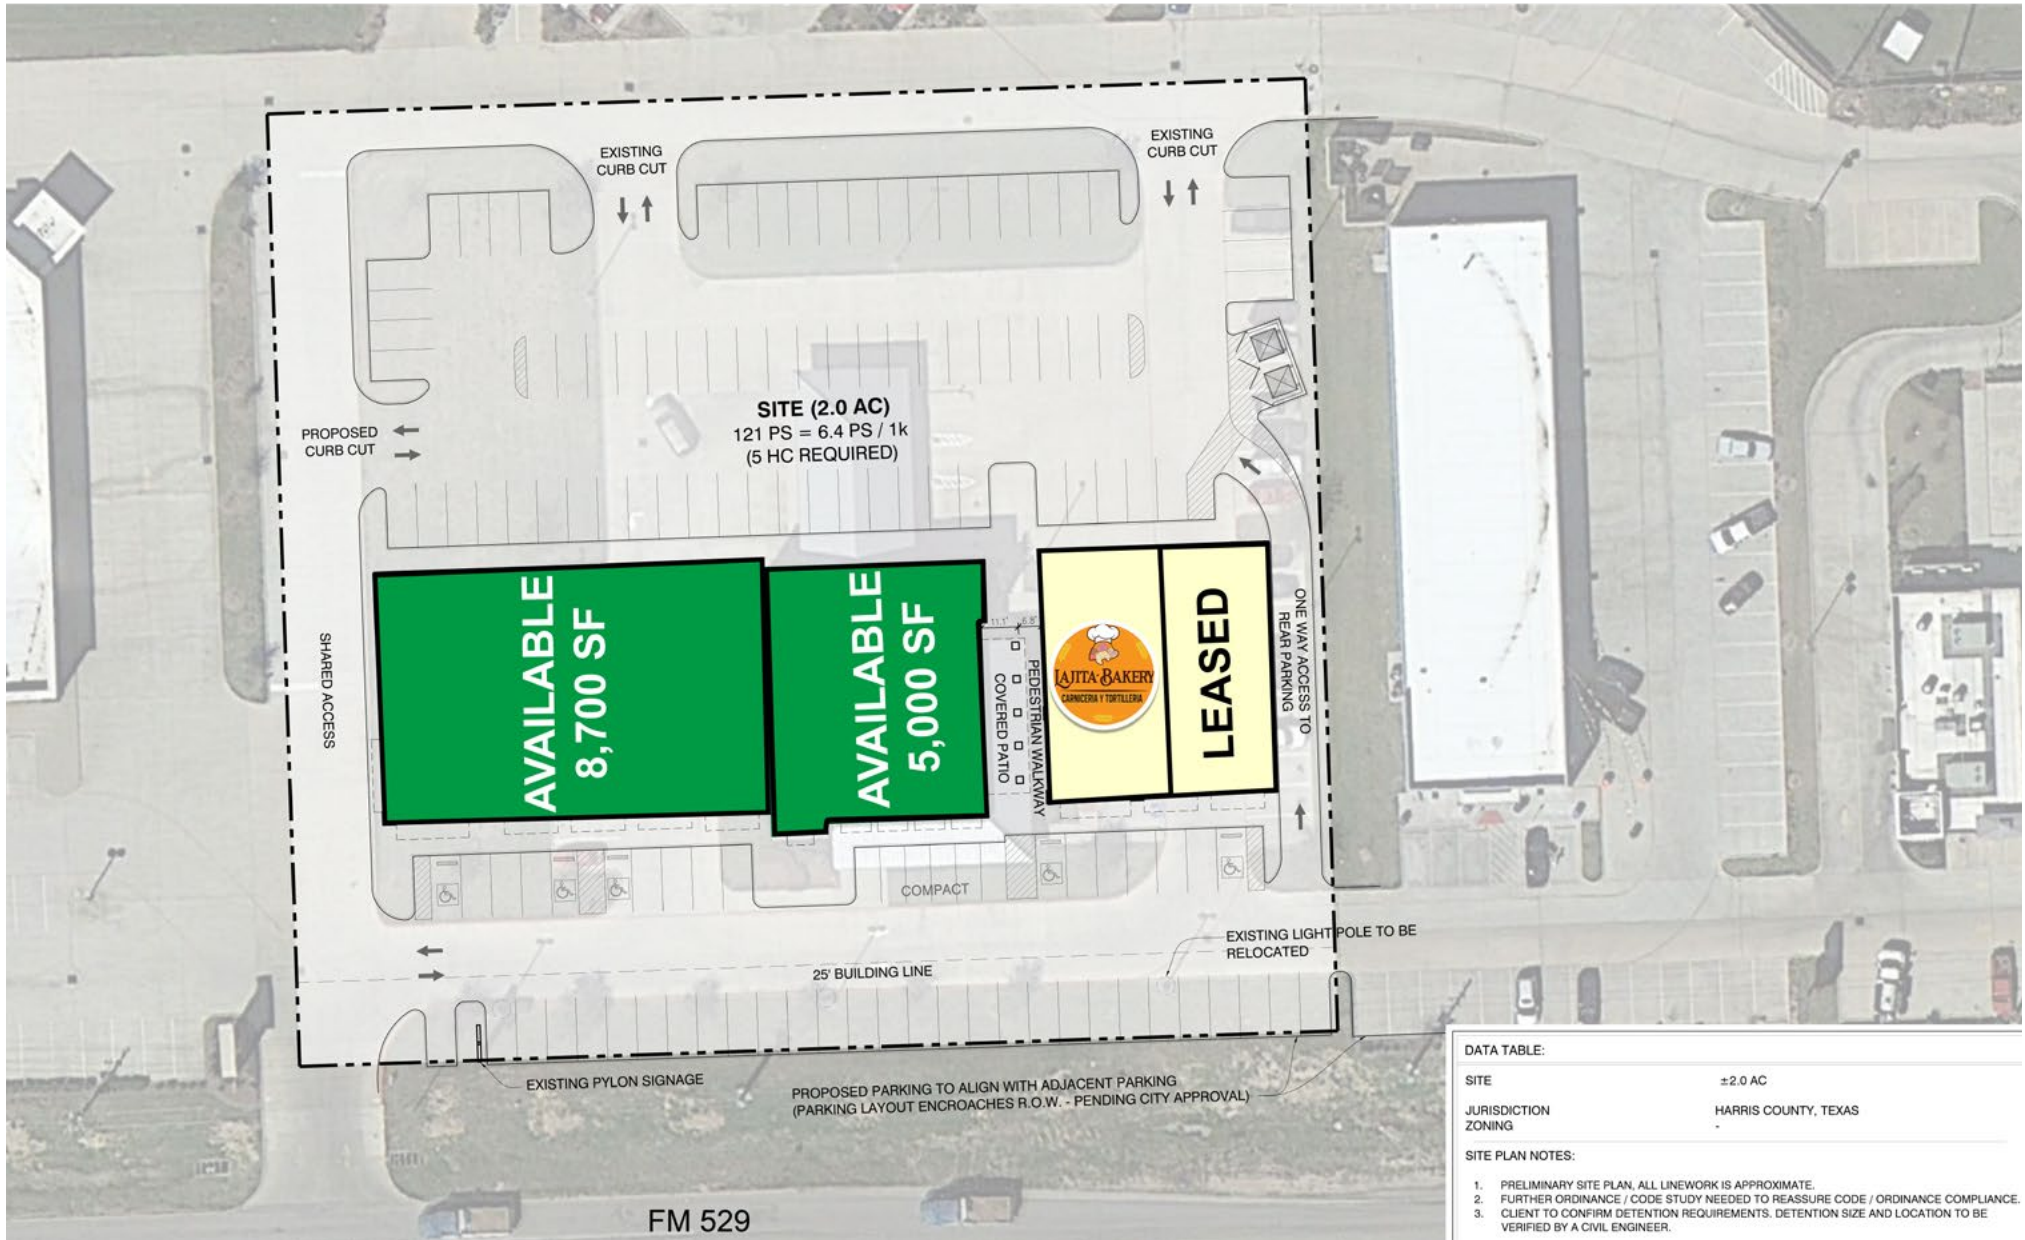 EXISTING
CURB CUT
EXISTING
CURB CUT
SITE (2.0 AC)
121 PS = 6.4 PS / 1k
(5 HC REQUIRED)
PROPOSED
CURB CUT
SHARED ACCESS
AVAILABLE
8,700 SF
AVAILABLE
5,000 SF
11.1'
6.8'
COVERED PATIO
PEDESTRIAN WALKWAY
LAJITA BAKERY
CARNICERIA Y TORTILLERIA
LEASED
ONE WAY ACCESS TO
REAR PARKING
COMPACT
EXISTING LIGHT POLE TO BE
RELOCATED
25' BUILDING LINE
EXISTING PYLON SIGNAGE
PROPOSED PARKING TO ALIGN WITH ADJACENT PARKING
(PARKING LAYOUT ENCROACHES R.O.W. - PENDING CITY APPROVAL)
FM 529
DATA TABLE:
SITE ±2.0 AC
JURISDICTION HARRIS COUNTY, TEXAS
ZONING -
SITE PLAN NOTES:
1. PRELIMINARY SITE PLAN, ALL LINEWORK IS APPROXIMATE.
2. FURTHER ORDINANCE / CODE STUDY NEEDED TO REASSURE CODE / ORDINANCE COMPLIANCE.
3. CLIENT TO CONFIRM DETENTION REQUIREMENTS. DETENTION SIZE AND LOCATION TO BE
VERIFIED BY A CIVIL ENGINEER.